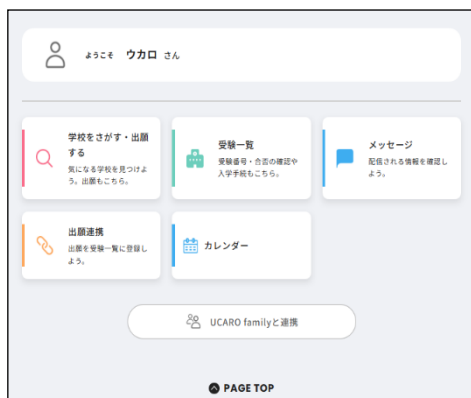 ようこそ ウカロ さん
学校をさがす・出願
する
気になる学校を見つけよ
う。出願もこちら。
受験一覧
受験番号・合否の確認や
入学手続もこちら。
メッセージ
配信される情報を確認し
よう。
出願連携
出願を受験一覧に登録し
よう。
カレンダー
UCARO familyと連携
PAGE TOP